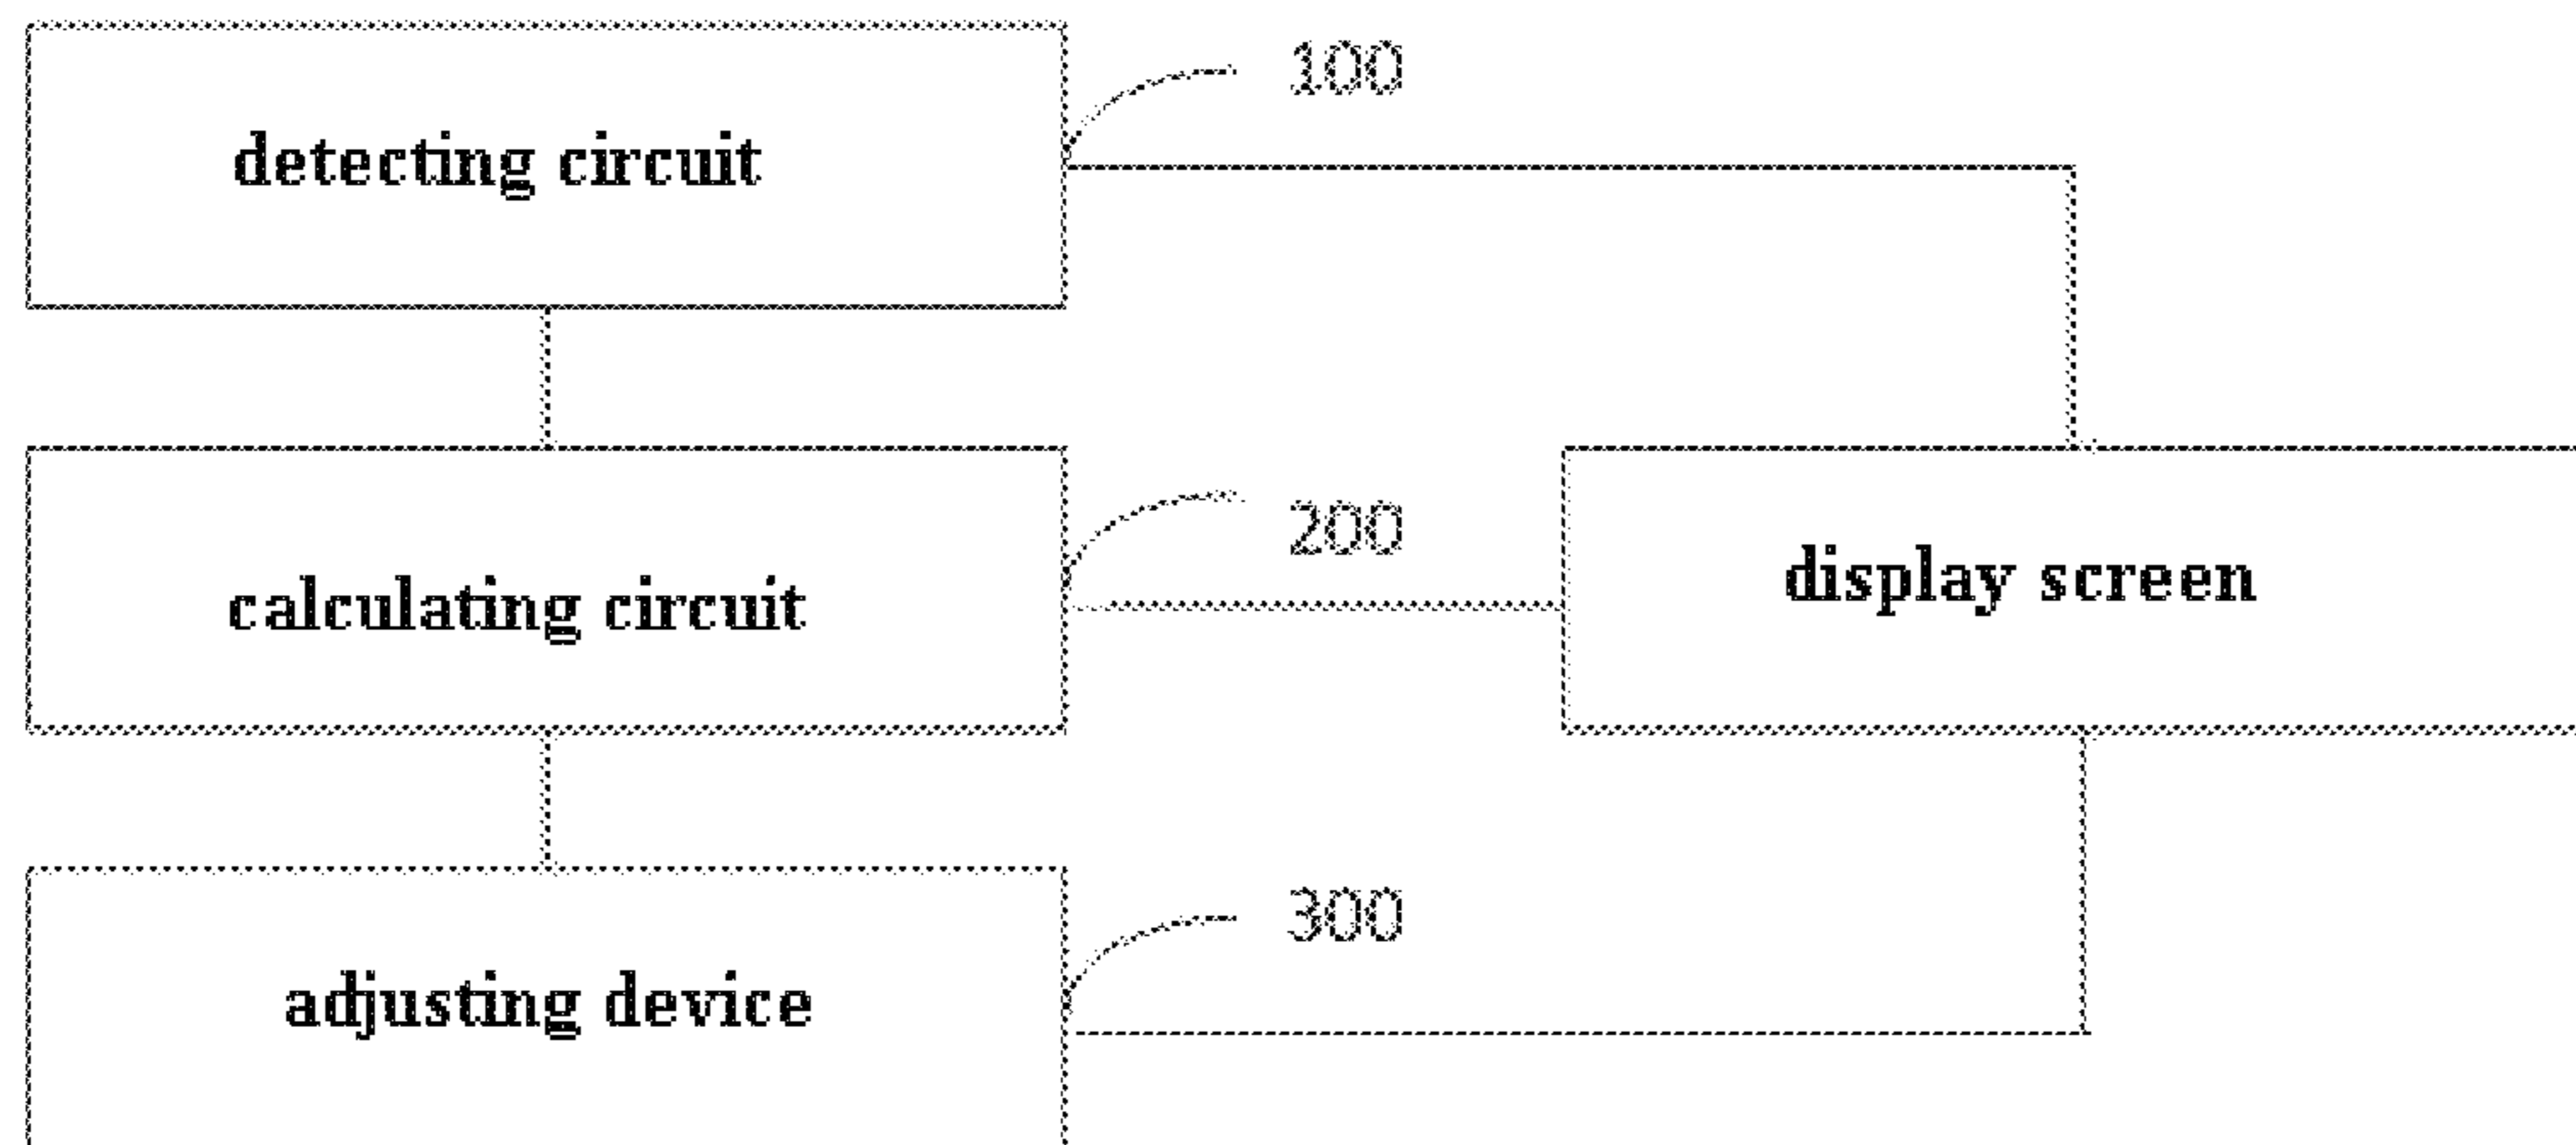 100
detecting circuit
200
display screen
calculating circuit
300
adjusting device